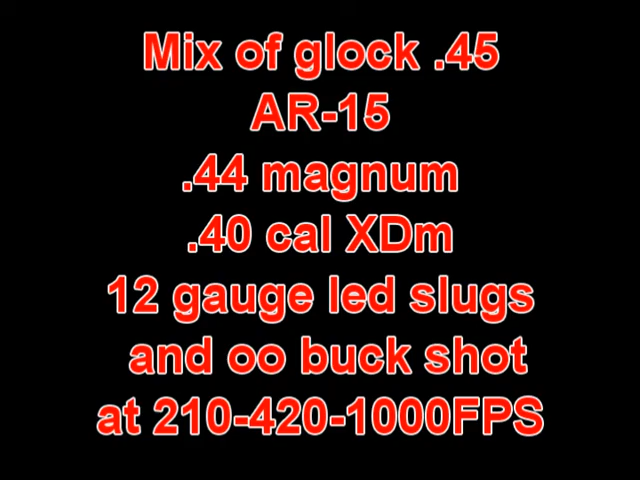 Mix of glock .45
AR-15
.44 magnum
.40 cal XDm
12 gauge led slugs
and oo buck shot
at 210-420-1000FPS